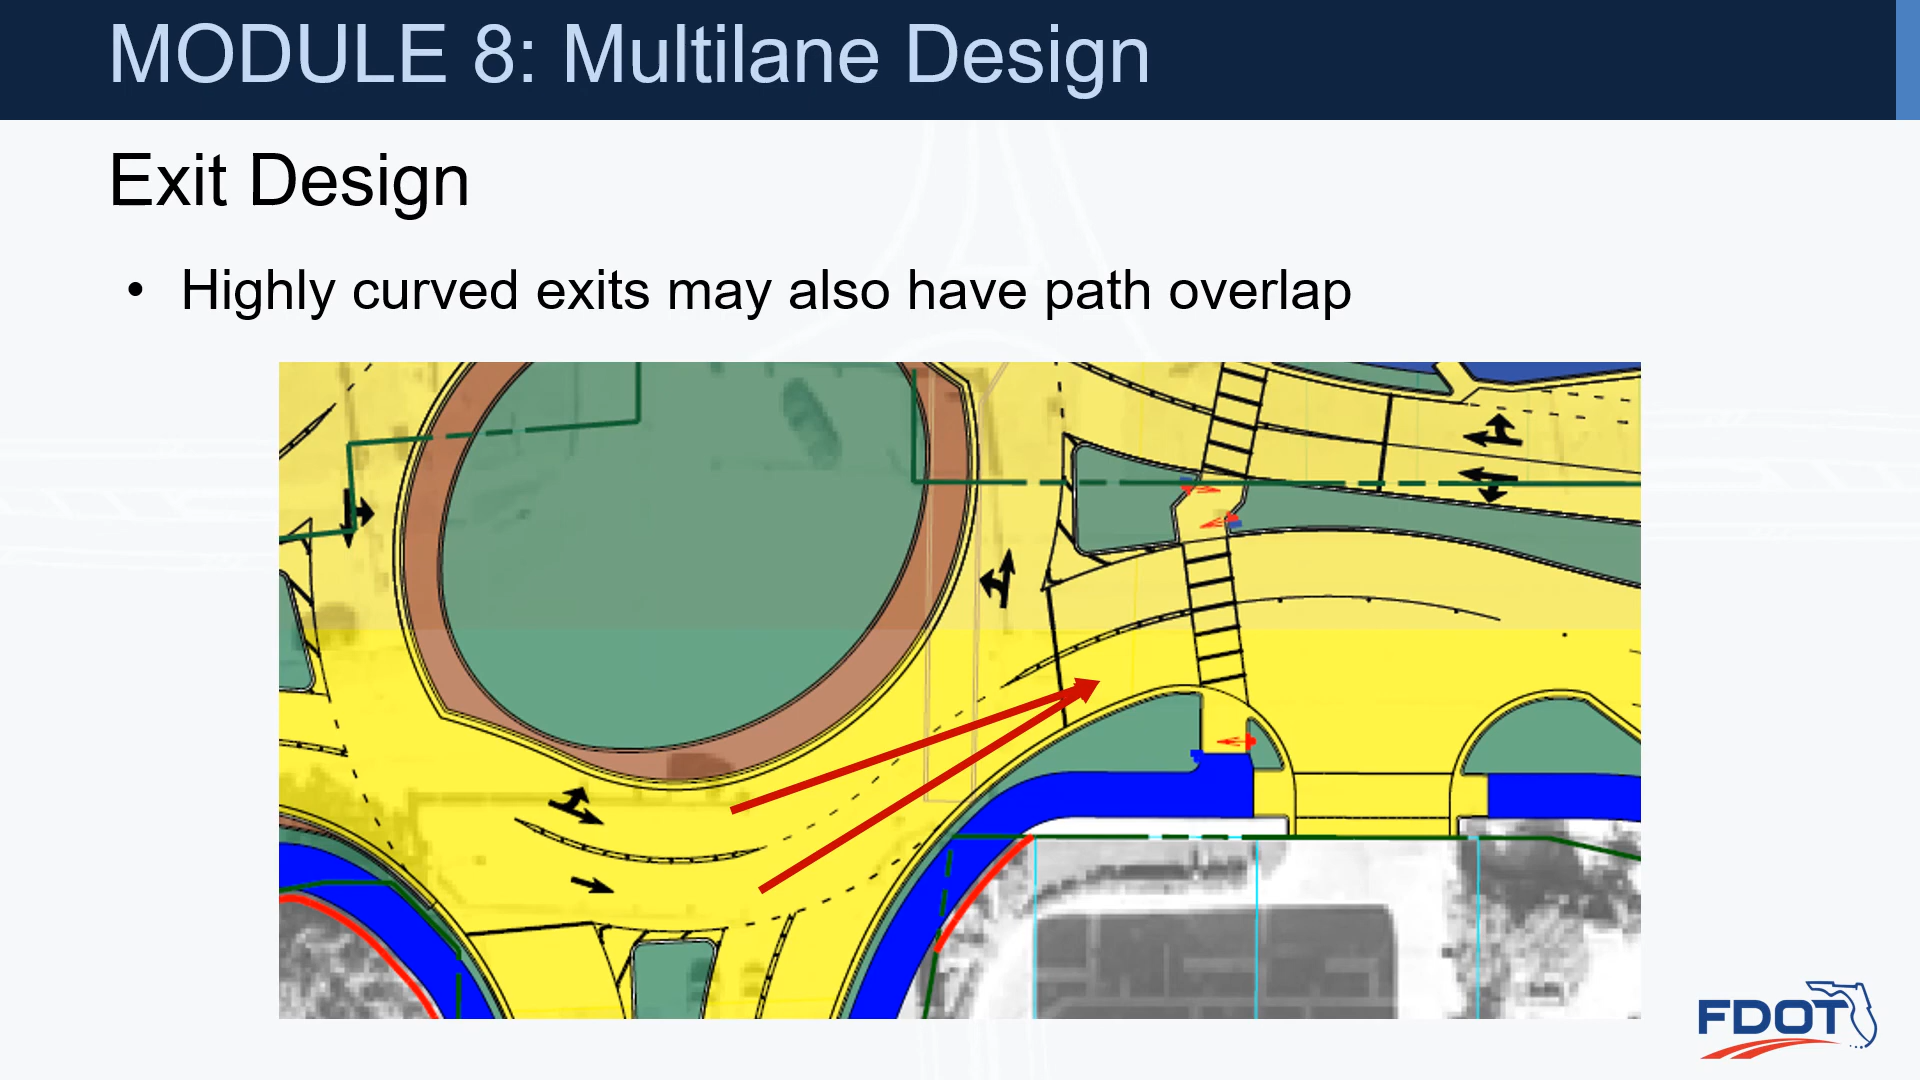 MODULE 8: Multilane Design
Exit Design
• Highly curved exits may also have path overlap
FDOT